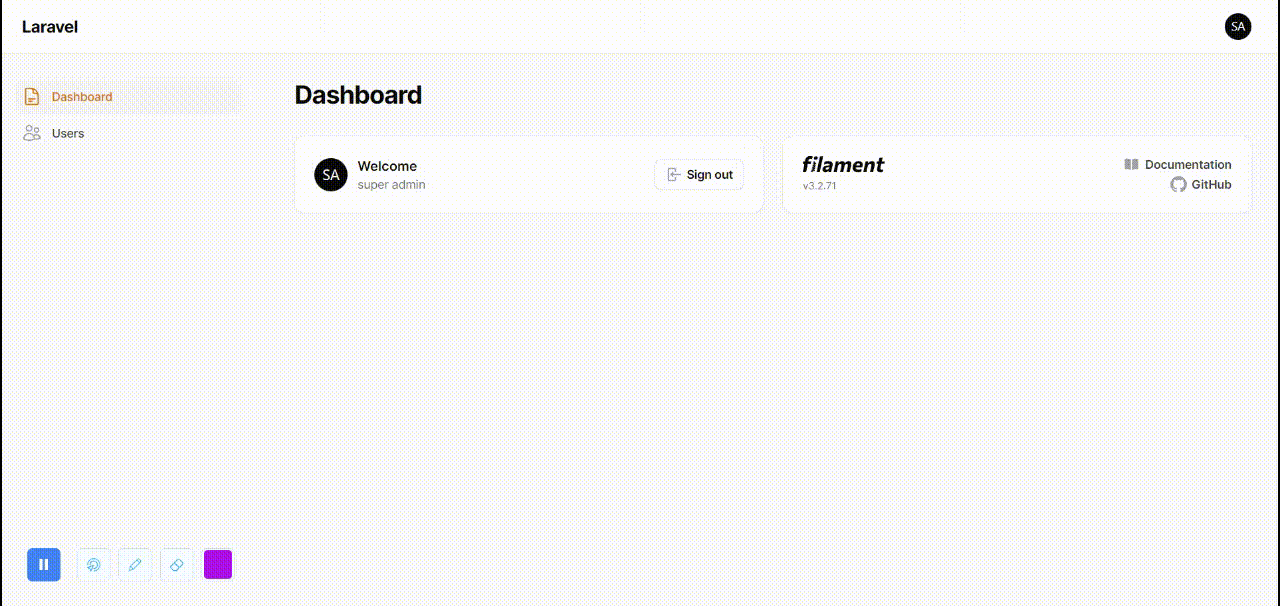 Laravel
SA
Dashboard
Users
Dashboard
SA
Welcome
super admin
Sign out
filament
v3.2.71
Documentation
GitHub